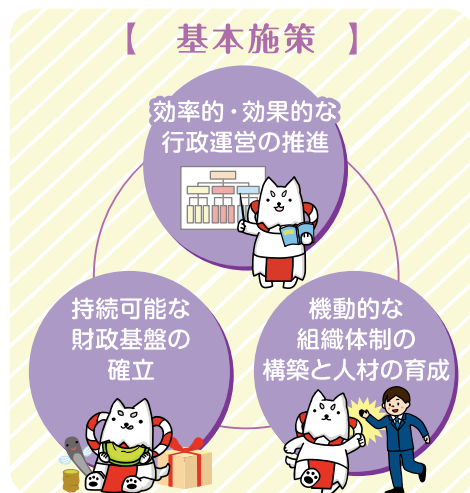 【 基本施策 】
効率的・効果的な
行政運営の推進
持続可能な
財政基盤の
確立
機動的な
組織体制の
構築と人材の育成